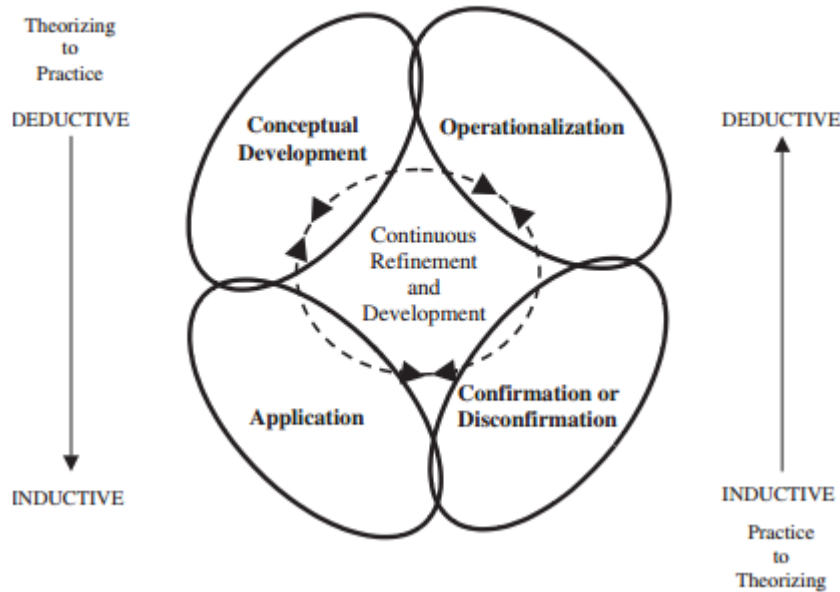 Theorizing
to
Practice
DEDUCTIVE
INDUCTIVE
Conceptual
Development
Operationalization
Continuous
Refinement
and
Development
Application
Confirmation or
Disconfirmation
DEDUCTIVE
INDUCTIVE
Practice
to
Theorizing